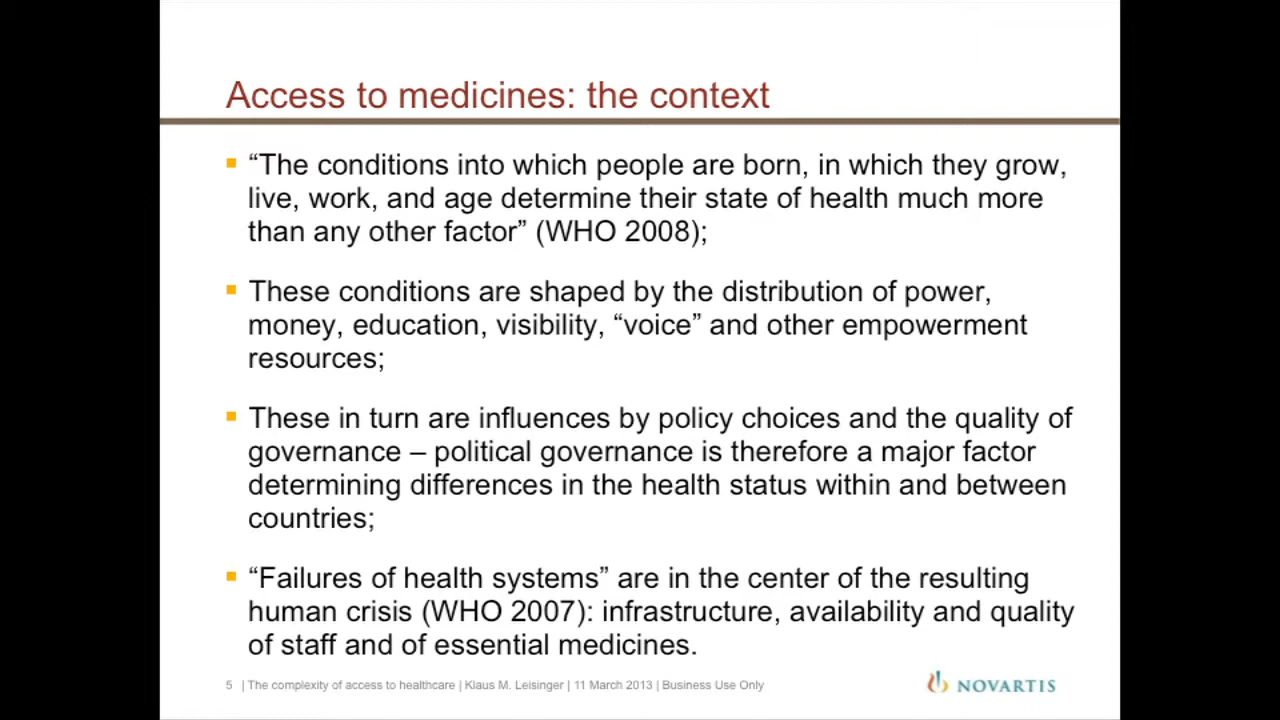 Access to medicines: the context
“The conditions into which people are born, in which they grow,
live, work, and age determine their state of health much more
than any other factor” (WHO 2008);
These conditions are shaped by the distribution of power,
money, education, visibility, “voice” and other empowerment
resources;
These in turn are influences by policy choices and the quality of
governance – political governance is therefore a major factor
determining differences in the health status within and between
countries;
“Failures of health systems” are in the center of the resulting
human crisis (WHO 2007): infrastructure, availability and quality
of staff and of essential medicines.
5 | The complexity of access to healthcare | Klaus M. Leisinger | 11 March 2013 | Business Use Only
NOVARTIS